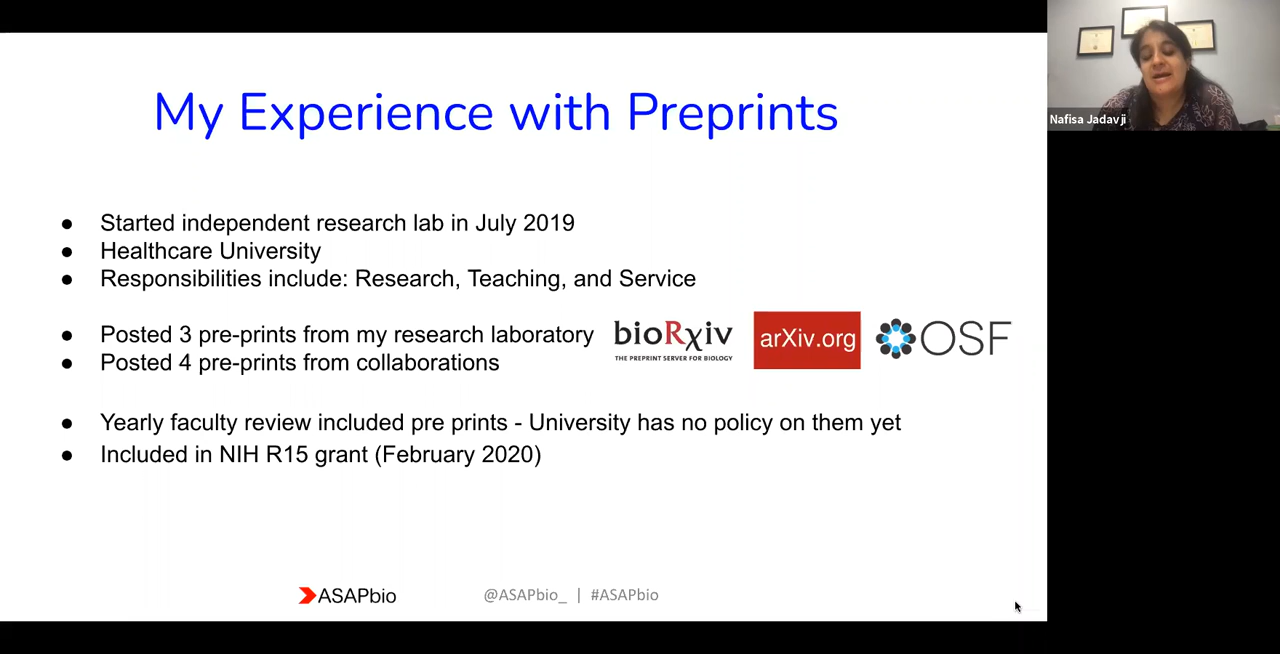 My Experience with Preprints
Nafisa Jadavji
● Started independent research lab in July 2019
● Healthcare University
● Responsibilities include: Research, Teaching, and Service
● Posted 3 pre-prints from my research laboratory
● Posted 4 pre-prints from collaborations
bioRχiv
THE PREPRINT SERVER FOR BIOLOGY
arXiv.org
OSF
● Yearly faculty review included pre prints - University has no policy on them yet
● Included in NIH R15 grant (February 2020)
ASAPbio
@ASAPbio_ | #ASAPbio